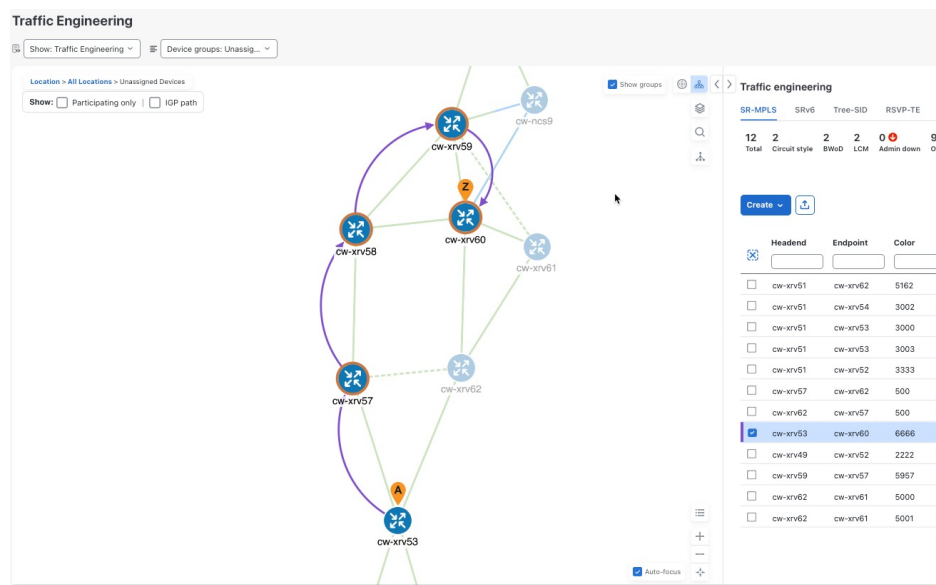 Traffic Engineering
Show: Traffic Engineering
Device groups: Unassig...
Location > All Locations > Unassigned Devices
Show: Participating only | IGP path
Show groups
cw-ncs9
cw-xrv59
Z
cw-xrv60
cw-xrv58
cw-xrv61
cw-xrv62
cw-xrv57
A
cw-xrv53
Auto-focus
Traffic engineering
SR-MPLS SRv6 Tree-SID RSVP-TE
12 2 2 2 0 9
Total Circuit style BWoD LCM Admin down O
Create
Headend Endpoint Color
cw-xrv51 cw-xrv62 5162
cw-xrv51 cw-xrv54 3002
cw-xrv51 cw-xrv53 3000
cw-xrv51 cw-xrv53 3003
cw-xrv51 cw-xrv52 3333
cw-xrv57 cw-xrv62 500
cw-xrv62 cw-xrv57 500
cw-xrv53 cw-xrv60 6666
cw-xrv49 cw-xrv52 2222
cw-xrv59 cw-xrv57 5957
cw-xrv62 cw-xrv61 5000
cw-xrv62 cw-xrv61 5001